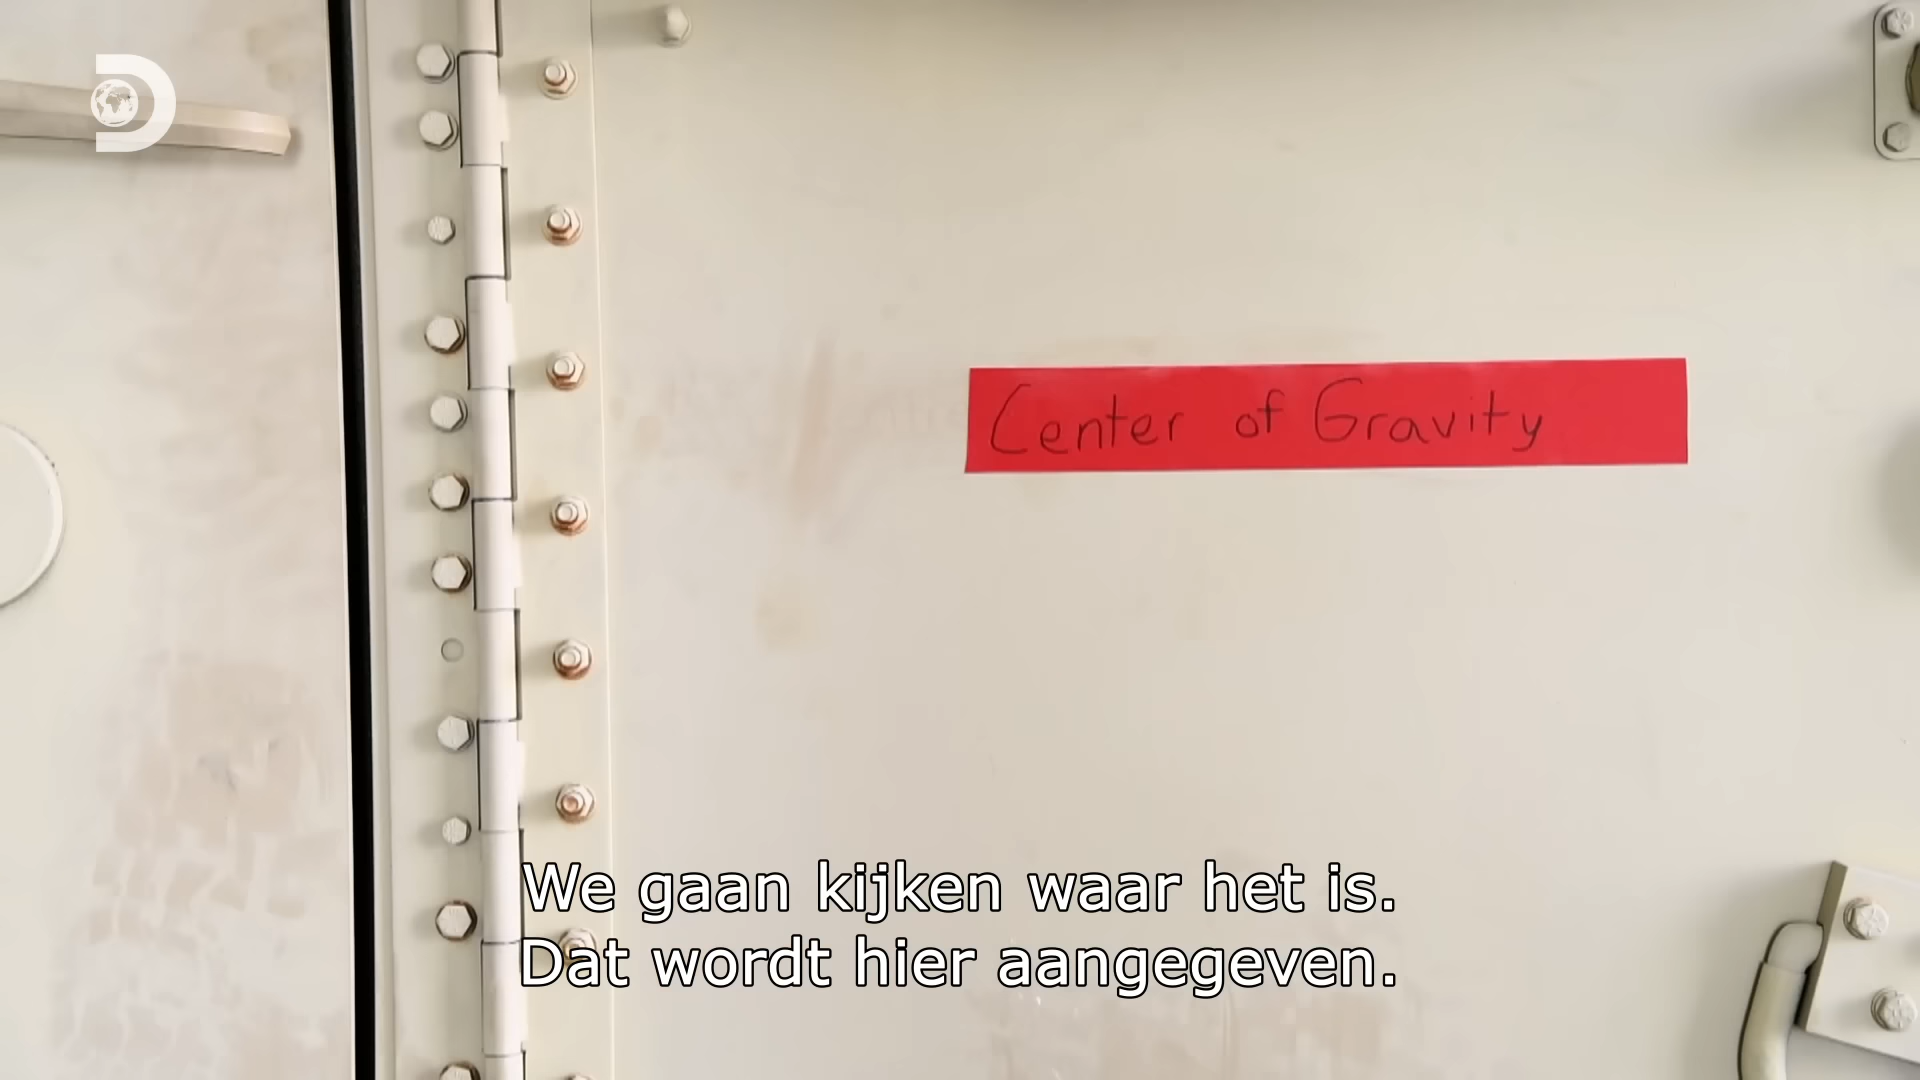 Center of Gravity
We gaan kijken waar het is.
Dat wordt hier aangegeven.